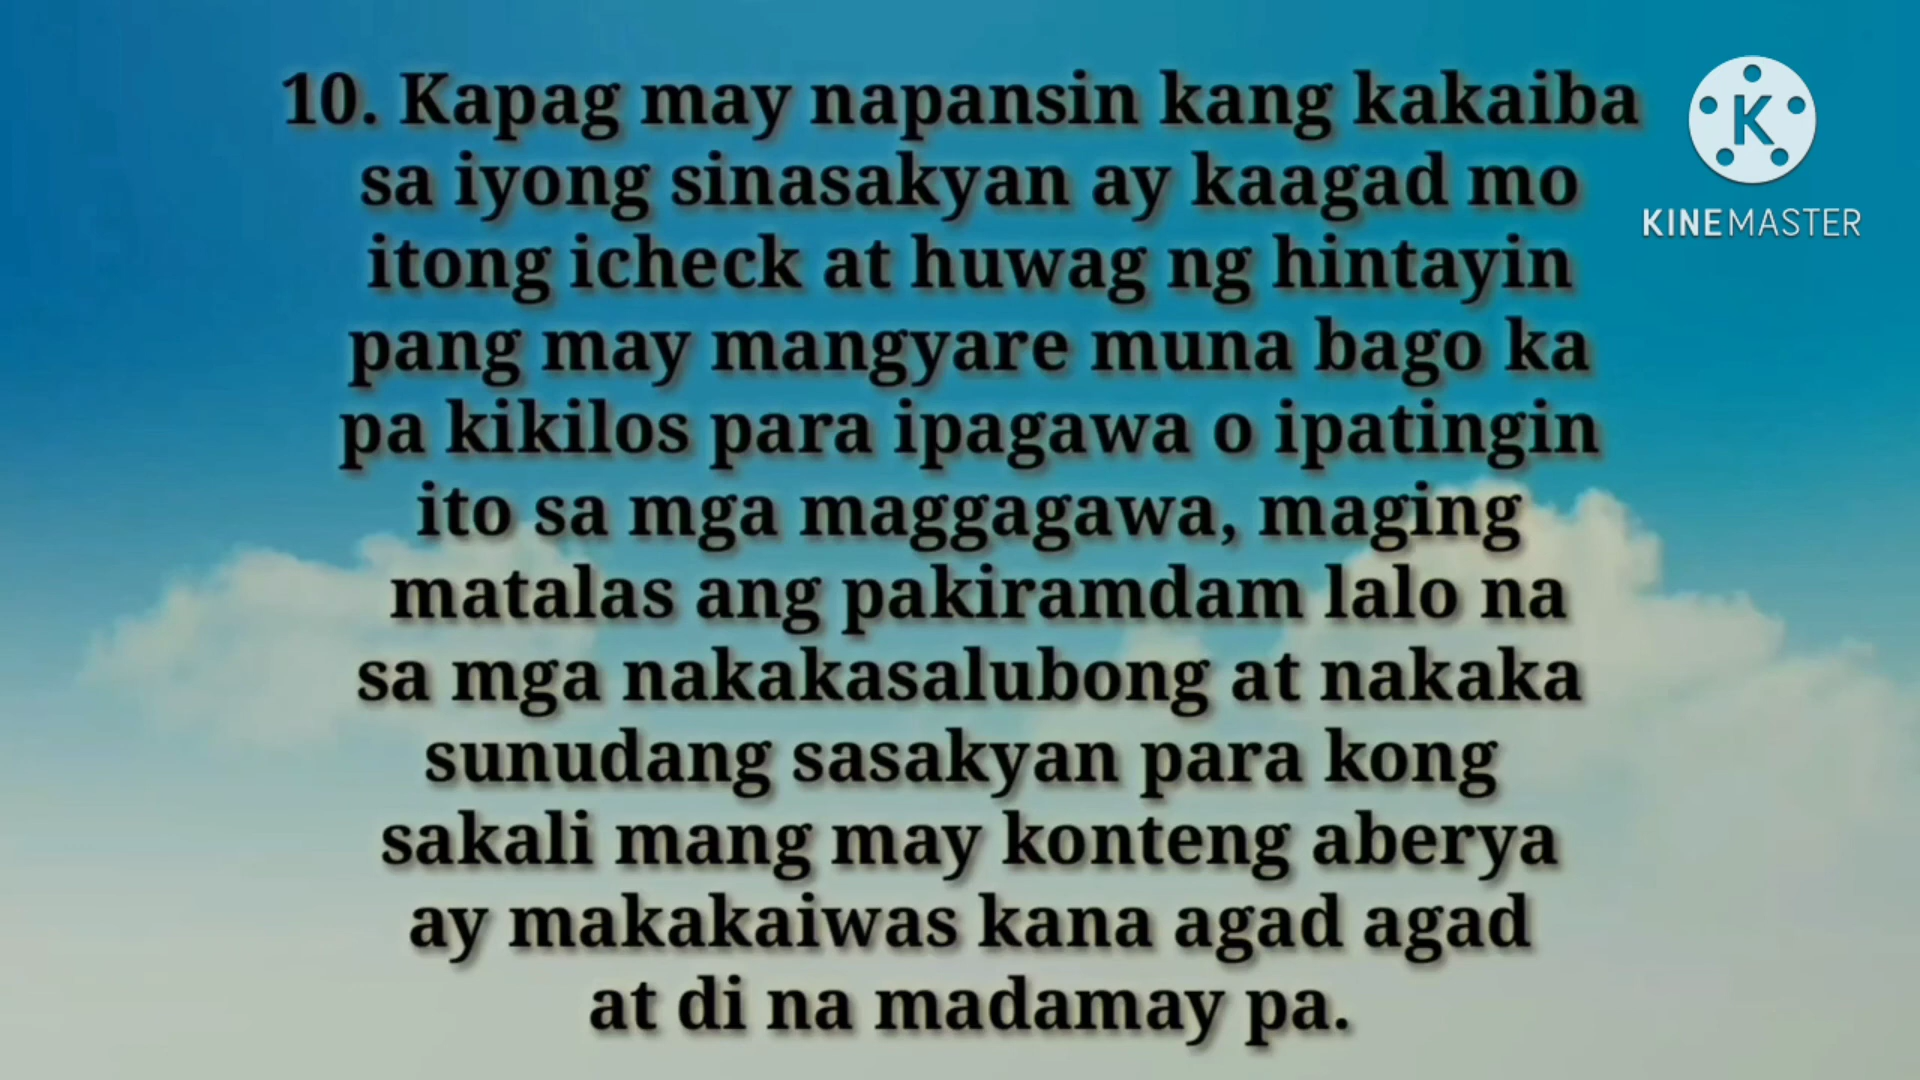 10. Kapag may napansin kang kakaiba
sa iyong sinasakyan ay kaagad mo
itong icheck at huwag ng hintayin
pang may mangyare muna bago ka
pa kikilos para ipagawa o ipatingin
ito sa mga maggagawa, maging
matalas ang pakiramdam lalo na
sa mga nakakasalubong at nakaka
sunudang sasakyan para kong
sakali mang may konteng aberya
ay makakaiwas kana agad agad
at di na madamay pa.
K
KINEMASTER